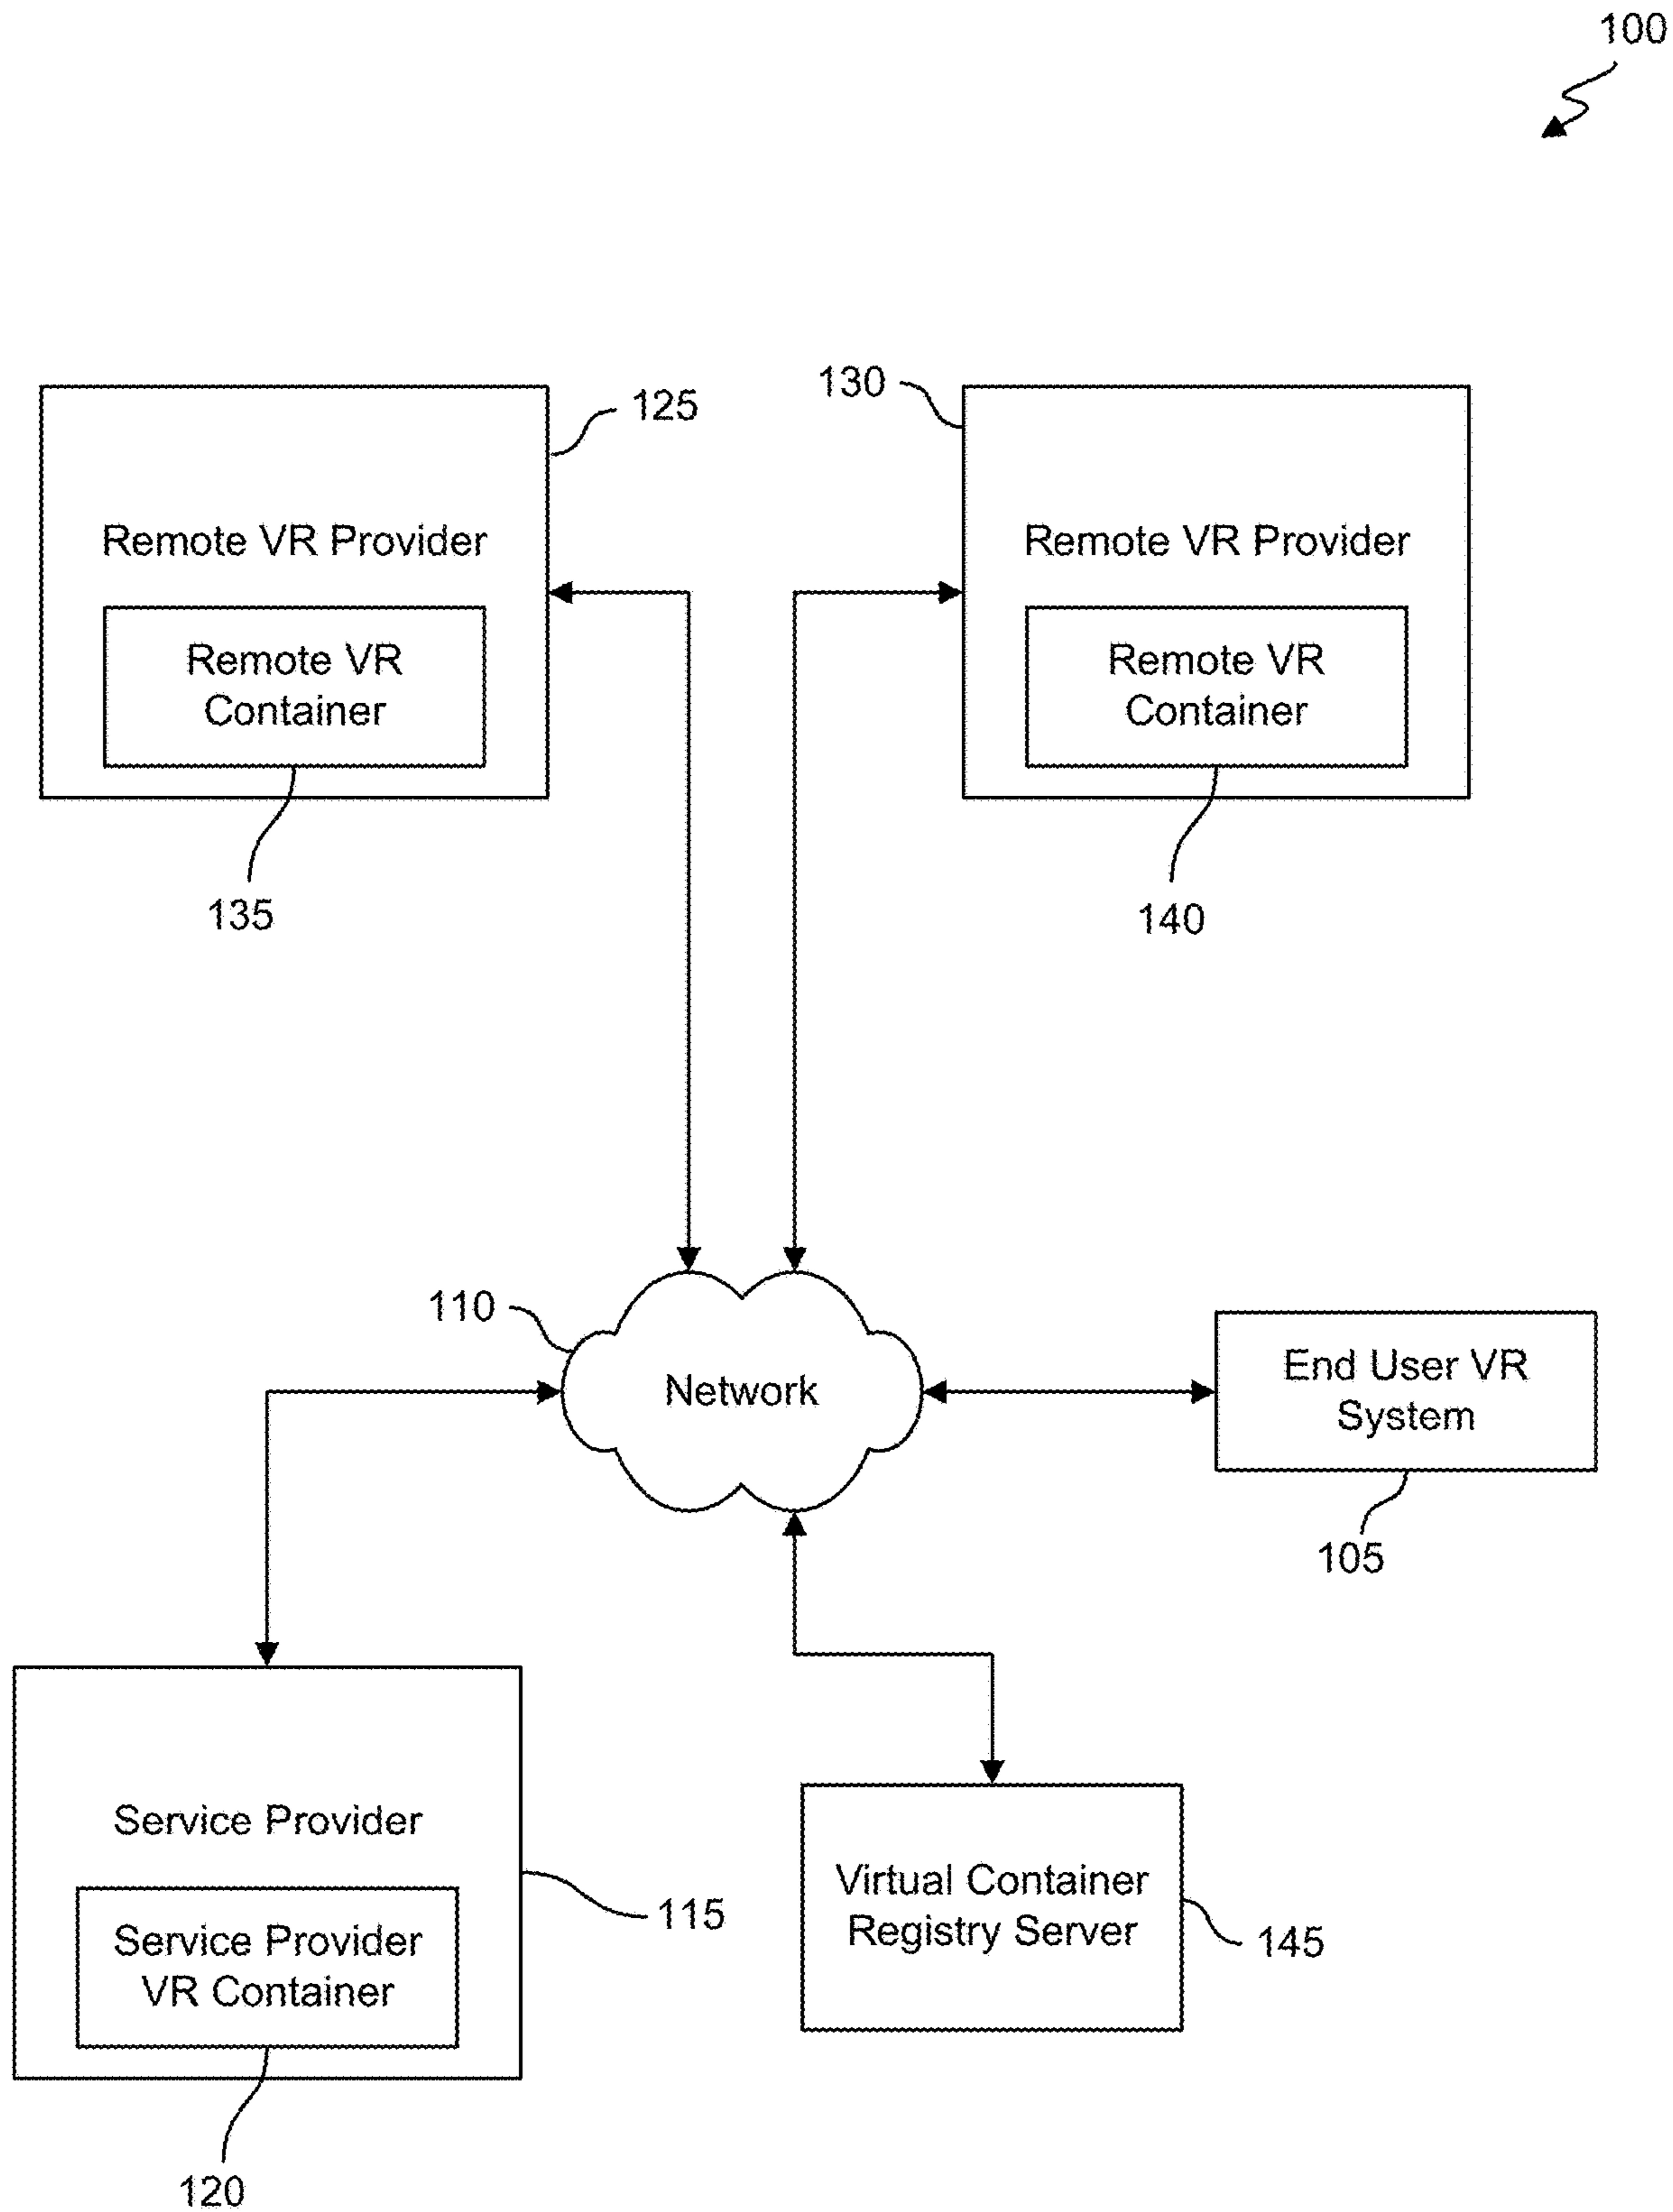 100
125
130
Remote VR Provider
Remote VR
Container
135
Remote VR Provider
Remote VR
Container
140
110
Network
End User VR
System
105
Service Provider
Service Provider
VR Container
115
120
Virtual Container
Registry Server
145